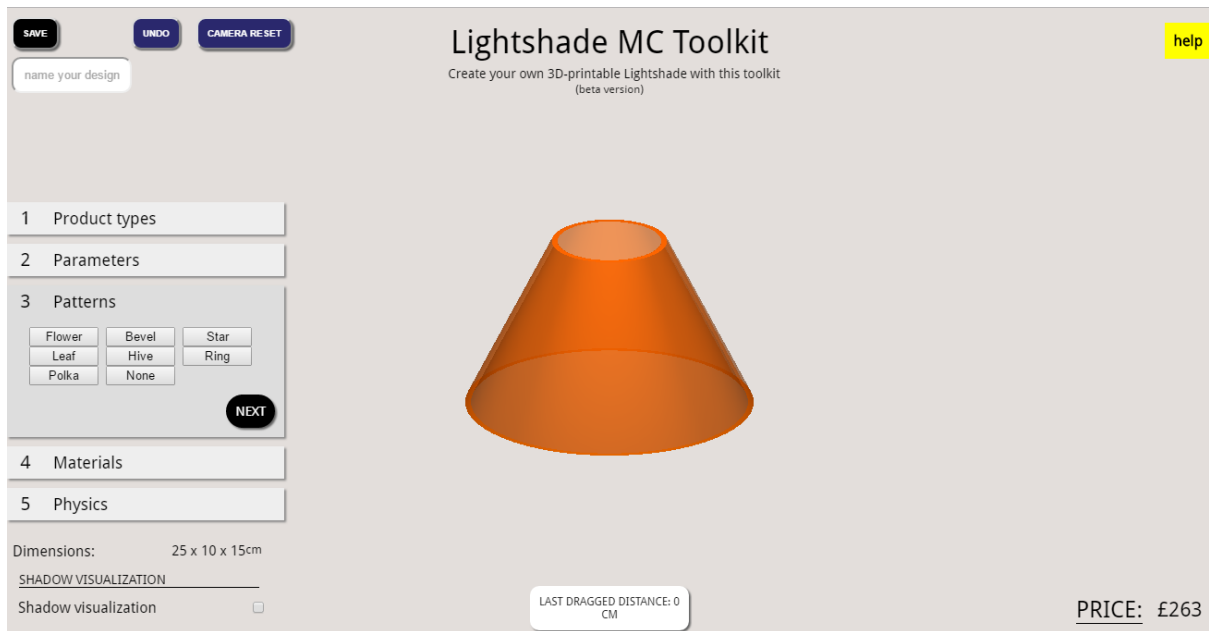 SAVE
UNDO
CAMERA RESET
name your design
Lightshade MC Toolkit
Create your own 3D-printable Lightshade with this toolkit
(beta version)
help
1 Product types
2 Parameters
3 Patterns
Flower Bevel Star
Leaf Hive Ring
Polka None
NEXT
4 Materials
5 Physics
Dimensions: 25 x 10 x 15cm
SHADOW VISUALIZATION
Shadow visualization
LAST DRAGGED DISTANCE: 0
CM
PRICE: £263